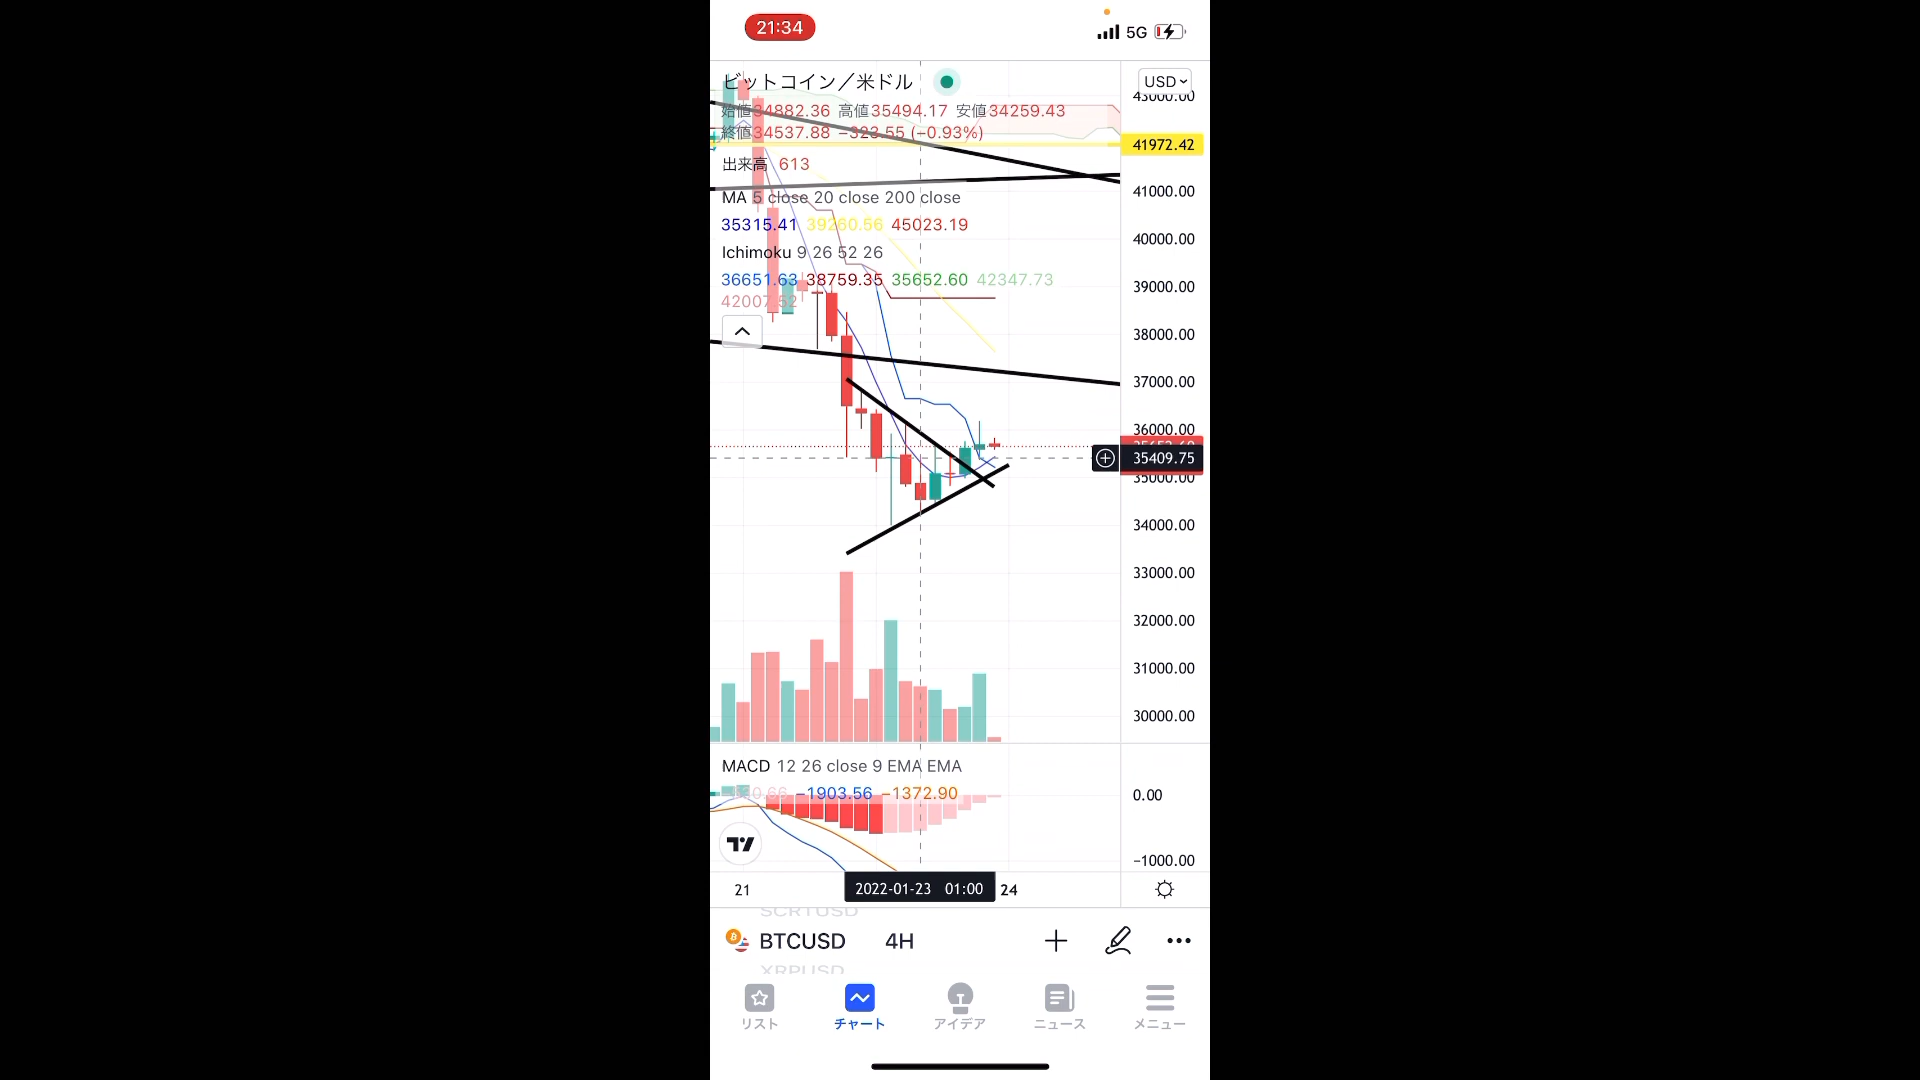 21:34
5G
ビットコイン／米ドル
USD
始値34882.36 高値35494.17 安値34259.43
終値34537.88 −323.55 (−0.93%)
出来高 613
MA 5 close 20 close 200 close
35315.41 39260.56 45023.19
Ichimoku 9 26 52 26
36651.63 38759.35 35652.60 42347.73
42007.52
43000.00
41972.42
41000.00
40000.00
39000.00
38000.00
37000.00
36000.00
35409.75
35000.00
34000.00
33000.00
32000.00
31000.00
30000.00
MACD 12 26 close 9 EMA EMA
−1903.56 −1372.90
0.00
−1000.00
21
2022-01-23 01:00
24
SCRTUSD
BTCUSD 4H
XRPUSD
リスト
チャート
アイデア
ニュース
メニュー